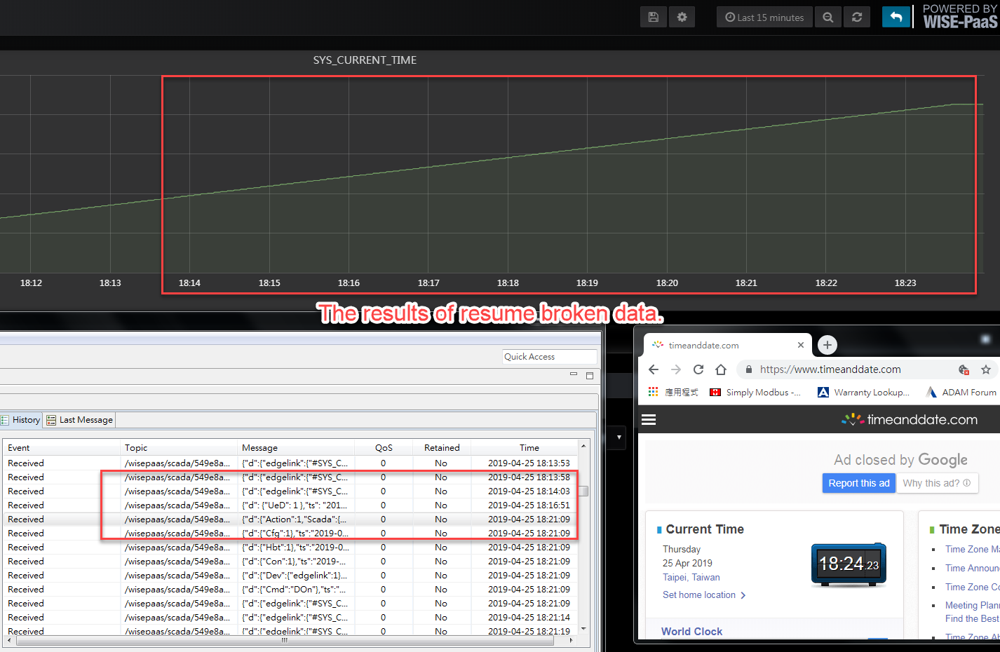 Last 15 minutes
POWERED BY
WISE-PaaS
SYS_CURRENT_TIME
18:12 18:13 18:14 18:15 18:16 18:17 18:18 18:19 18:20 18:21 18:22 18:23
The results of resume broken data.
Quick Access
History Last Message
Event Topic Message QoS Retained Time
Received /wisepaas/scada/549e8a... {"d":{"edgelink":{"#SYS_C... 0 No 2019-04-25 18:13:53
Received /wisepaas/scada/549e8a... {"d":{"edgelink":{"#SYS_C... 0 No 2019-04-25 18:13:58
Received /wisepaas/scada/549e8a... {"d":{"edgelink":{"#SYS_C... 0 No 2019-04-25 18:14:03
Received /wisepaas/scada/549e8a... {"d": {"UeD": 1 },"ts": "201... 0 No 2019-04-25 18:16:51
Received /wisepaas/scada/549e8a... {"d":{"Action":1,"Scada":{... 0 No 2019-04-25 18:21:09
Received /wisepaas/scada/549e8a... {"d":{"Cfg":1},"ts":"2019-0... 0 No 2019-04-25 18:21:09
Received /wisepaas/scada/549e8a... {"d":{"Hbt":1},"ts":"2019-0... 0 No 2019-04-25 18:21:09
Received /wisepaas/scada/549e8a... {"d":{"Con":1},"ts":"2019-... 0 No 2019-04-25 18:21:09
Received /wisepaas/scada/549e8a... {"d":{"Dev":{"edgelink":1}... 0 No 2019-04-25 18:21:09
Received /wisepaas/scada/549e8a... {"d":{"Cmd":"DOn"},"ts":"... 0 No 2019-04-25 18:21:09
Received /wisepaas/scada/549e8a... {"d":{"edgelink":{"#SYS_C... 0 No 2019-04-25 18:21:09
Received /wisepaas/scada/549e8a... {"d":{"edgelink":{"#SYS_C... 0 No 2019-04-25 18:21:14
Received /wisepaas/scada/549e8a... {"d":{"edgelink":{"#SYS_C... 0 No 2019-04-25 18:21:19
timeanddate.com
https://www.timeanddate.com
應用程式 Simply Modbus -... Warranty Lookup... ADAM Forum
timeanddate.com
Ad closed by Google
Report this ad Why this ad?
Current Time
Thursday
25 Apr 2019
Taipei, Taiwan
Set home location
18:24.23
World Clock
Time Zone
Time Zone Ma
Time Announ
Time Zone Co
Meeting Plann
Find the Best
Time Zone Ab